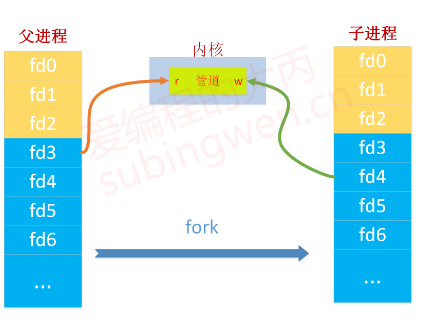 父进程
fd0
fd1
fd2
fd3
fd4
fd5
fd6
...
内核
r 管道 w
fork
子进程
fd0
fd1
fd2
fd3
fd4
fd5
fd6
...
爱编程的大丙
subingwen.cn